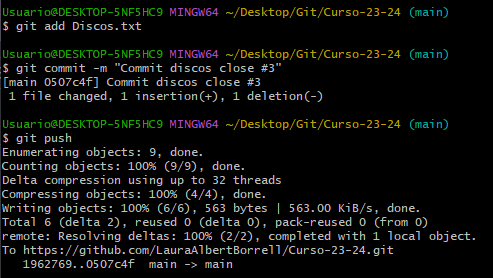 Usuario@DESKTOP-5NF5HC9 MINGW64 ~/Desktop/Git/Curso-23-24 (main)
$ git add Discos.txt
Usuario@DESKTOP-5NF5HC9 MINGW64 ~/Desktop/Git/Curso-23-24 (main)
$ git commit -m "Commit discos close #3"
[main 0507c4f] Commit discos close #3
1 file changed, 1 insertion(+), 1 deletion(-)
Usuario@DESKTOP-5NF5HC9 MINGW64 ~/Desktop/Git/Curso-23-24 (main)
$ git push
Enumerating objects: 9, done.
Counting objects: 100% (9/9), done.
Delta compression using up to 32 threads
Compressing objects: 100% (4/4), done.
Writing objects: 100% (6/6), 563 bytes | 563.00 KiB/s, done.
Total 6 (delta 2), reused 0 (delta 0), pack-reused 0 (from 0)
remote: Resolving deltas: 100% (2/2), completed with 1 local object.
To https://github.com/LauraAlbertBorrell/Curso-23-24.git
1962769..0507c4f  main -> main